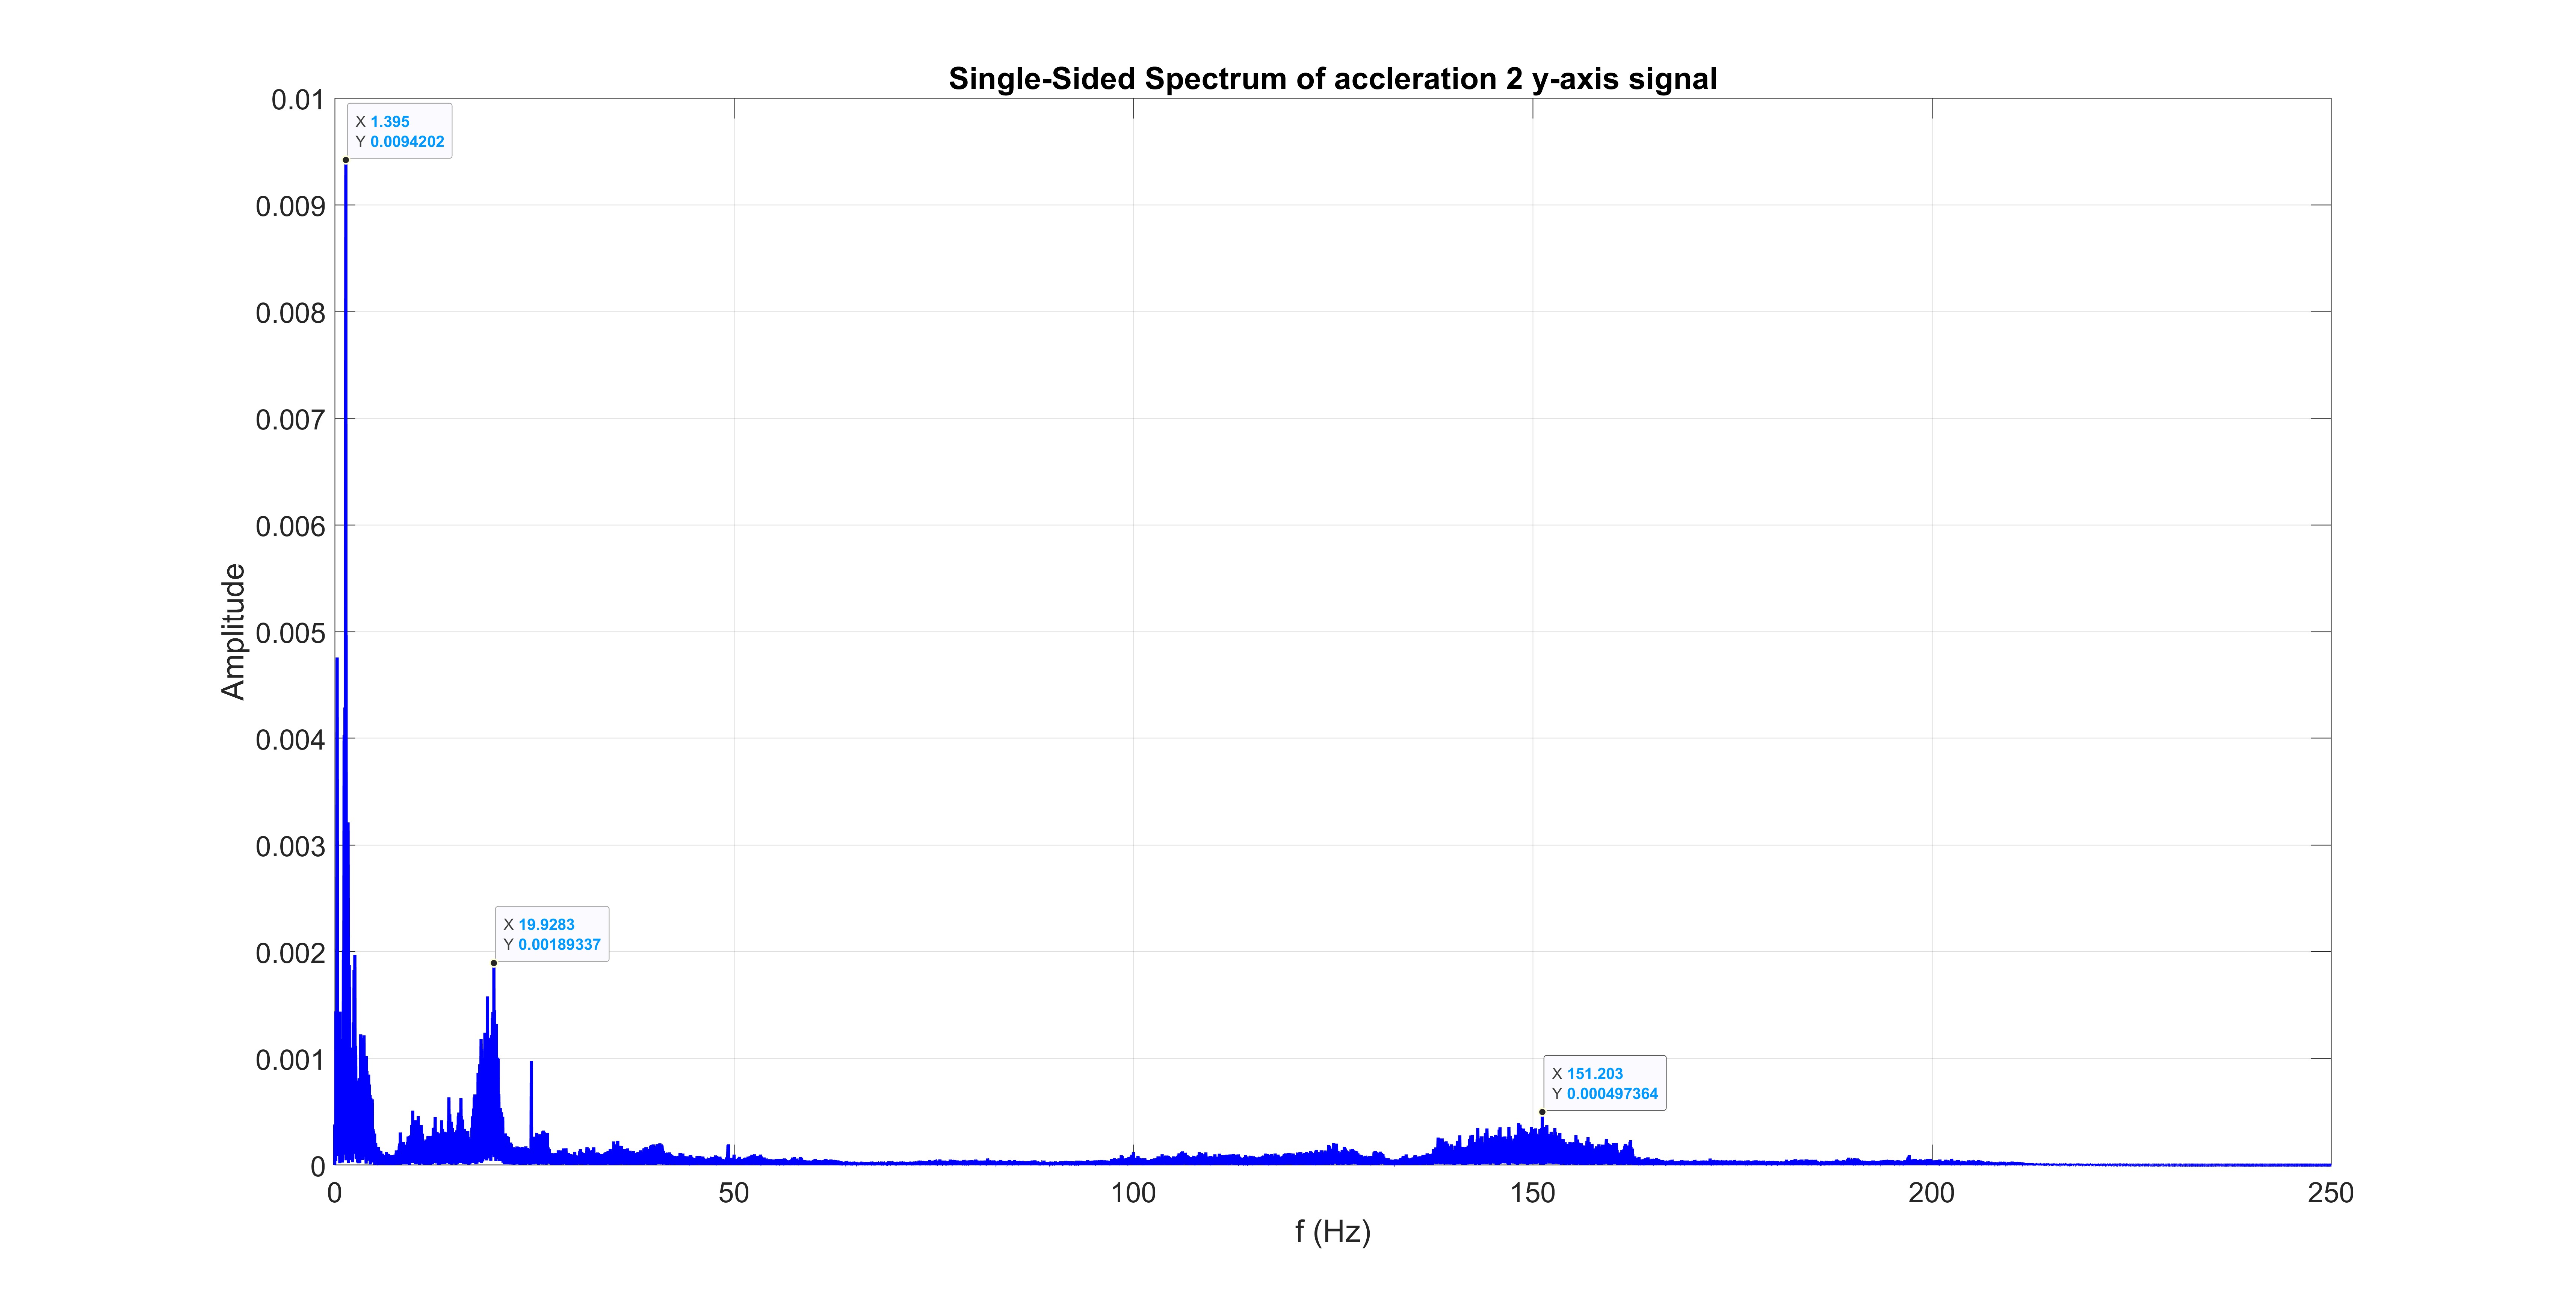 Single-Sided Spectrum of accleration 2 y-axis signal
0.01
X 1.395
Y 0.0094202
0.009
0.008
0.007
0.006
Amplitude
0.005
0.004
0.003
X 19.9283
Y 0.00189337
0.002
0.001
X 151.203
Y 0.000497364
0
0 50 100 150 200 250
f (Hz)